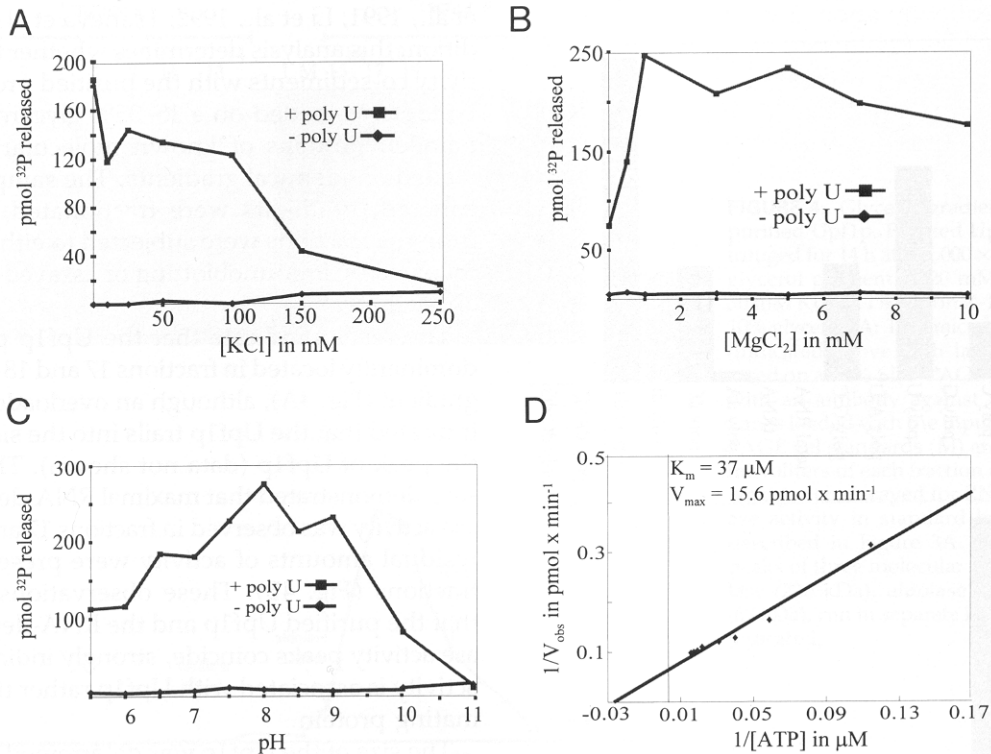 A
200
160
120
80
40
pmol ³²P released
+ poly U
- poly U
50
100
150
200
250
[KCl] in mM
B
250
150
50
pmol ³²P released
+ poly U
- poly U
0
2
4
6
8
10
[MgCl₂] in mM
C
300
200
100
pmol ³²P released
+ poly U
- poly U
6
7
8
9
10
11
pH
D
Kₘ = 37 μM
Vₘₐₓ = 15.6 pmol x min⁻¹
0.5
0.3
0.1
1/Vₒbₛ in pmol x min⁻¹
-0.03
0.01
0.05
0.09
0.13
0.17
1/[ATP] in μM